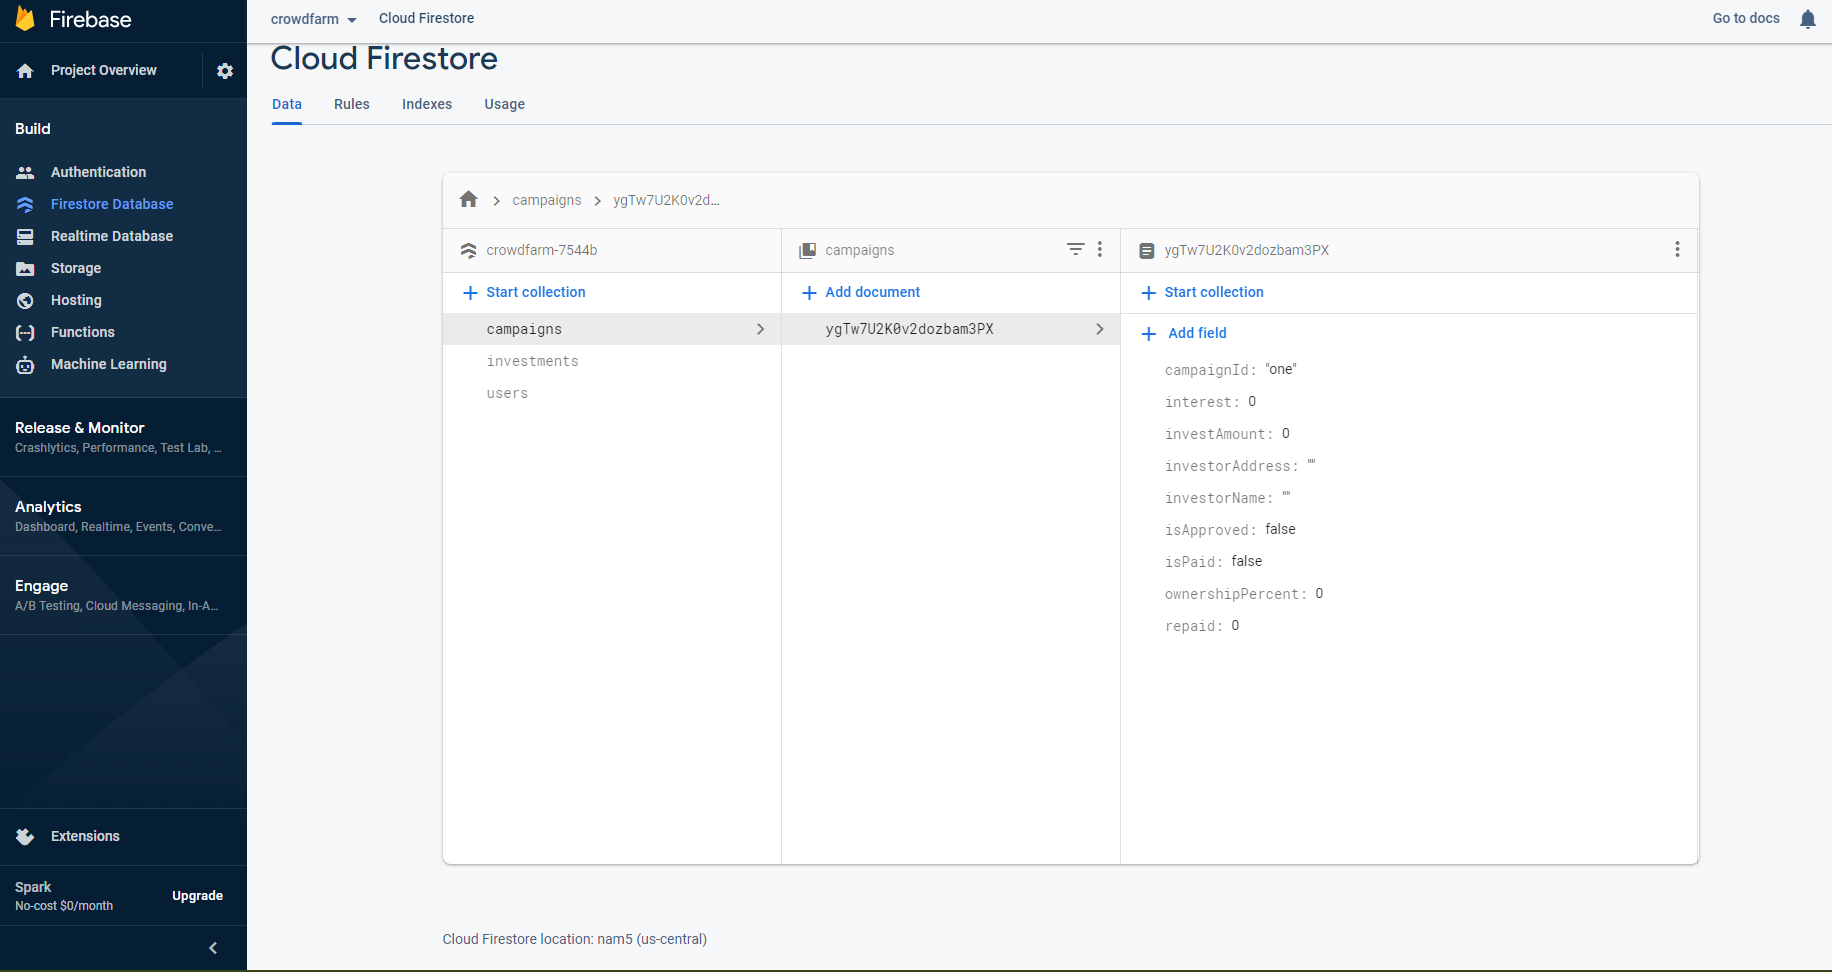 Firebase
Project Overview
Build
Authentication
Firestore Database
Realtime Database
Storage
Hosting
Functions
Machine Learning
Release & Monitor
Crashlytics, Performance, Test Lab, ...
Analytics
Dashboard, Realtime, Events, Conve...
Engage
A/B Testing, Cloud Messaging, In-A...
Extensions
Spark
No-cost $0/month
Upgrade
crowdfarm
Cloud Firestore
Go to docs
Cloud Firestore
Data Rules Indexes Usage
campaigns ygTw7U2K0v2d...
crowdfarm-7544b
Start collection
campaigns
investments
users
campaigns
Add document
ygTw7U2K0v2dozbam3PX
ygTw7U2K0v2dozbam3PX
Start collection
Add field
campaignId: "one"
interest: 0
investAmount: 0
investorAddress: ""
investorName: ""
isApproved: false
isPaid: false
ownershipPercent: 0
repaid: 0
Cloud Firestore location: nam5 (us-central)